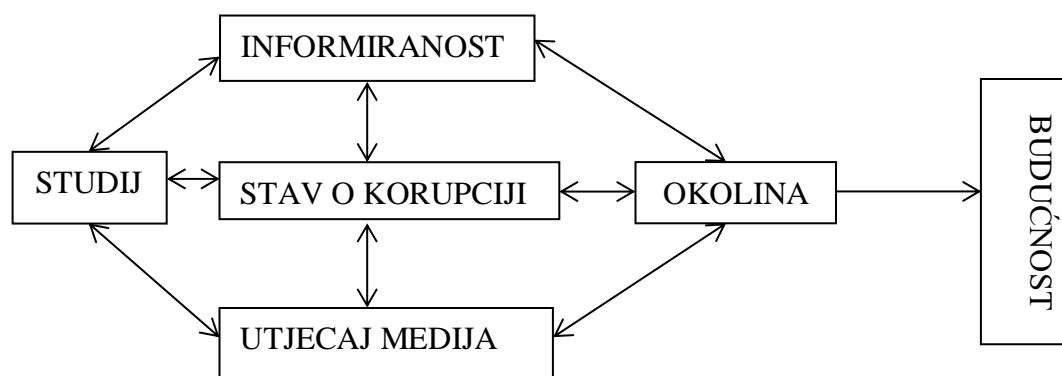 INFORMIRANOST
STUDIJ
STAV O KORUPCIJI
OKOLINA
BUDUĆNOST
UTJECAJ MEDIJA